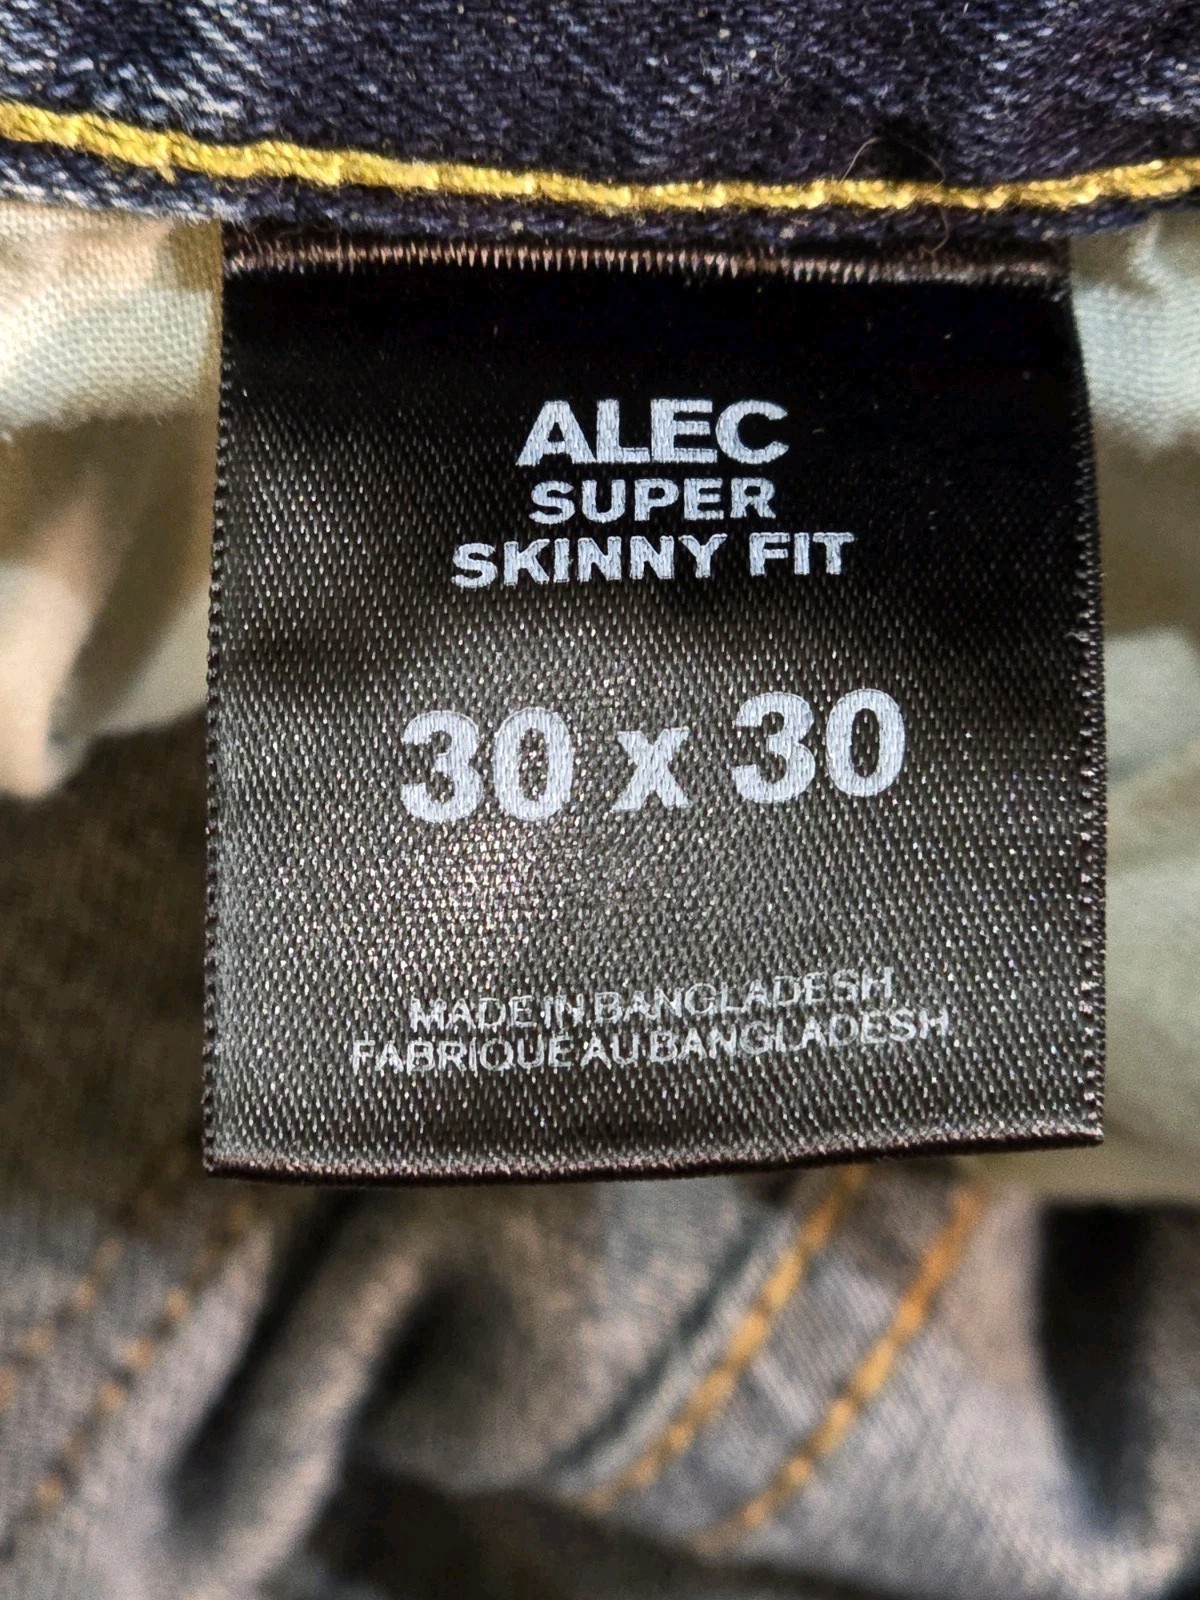 ALEC
SUPER
SKINNY FIT
30 x 30
MADE IN BANGLADESH
FABRIQUE AU BANGLADESH